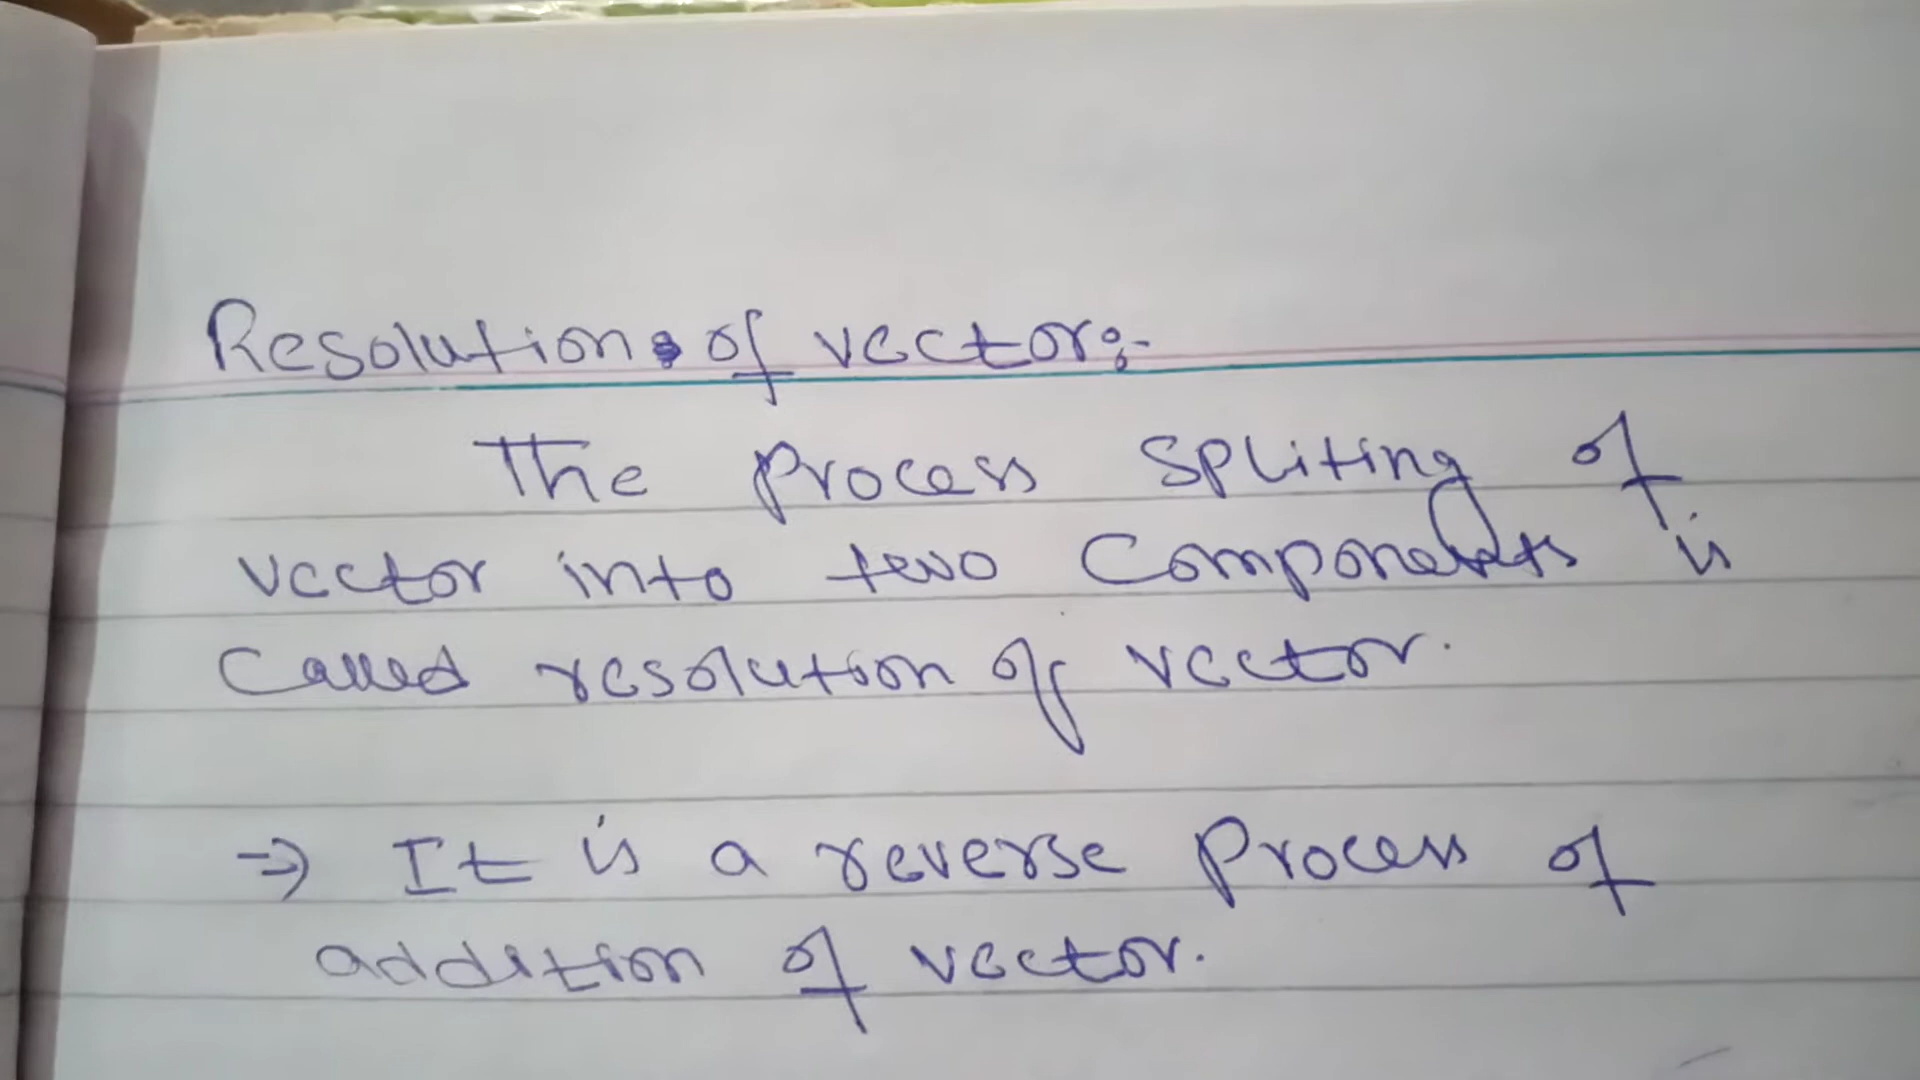 Resolution of vector:-
The process spliting of
vector into two components is
called resolution of vector.
⇒ It is a reverse process of
addition of vector.